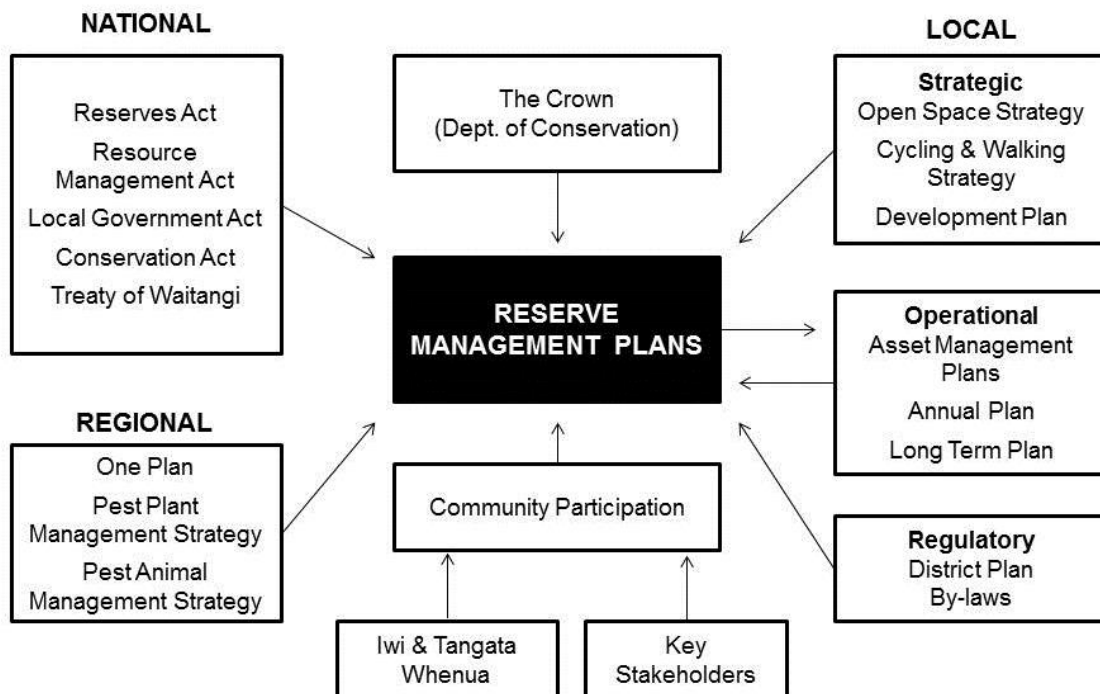 NATIONAL
Reserves Act
Resource
Management Act
Local Government Act
Conservation Act
Treaty of Waitangi
REGIONAL
One Plan
Pest Plant
Management Strategy
Pest Animal
Management Strategy
The Crown
(Dept. of Conservation)
RESERVE
MANAGEMENT PLANS
Community Participation
Iwi & Tangata
Whenua
Key
Stakeholders
LOCAL
Strategic
Open Space Strategy
Cycling & Walking
Strategy
Development Plan
Operational
Asset Management
Plans
Annual Plan
Long Term Plan
Regulatory
District Plan
By-laws